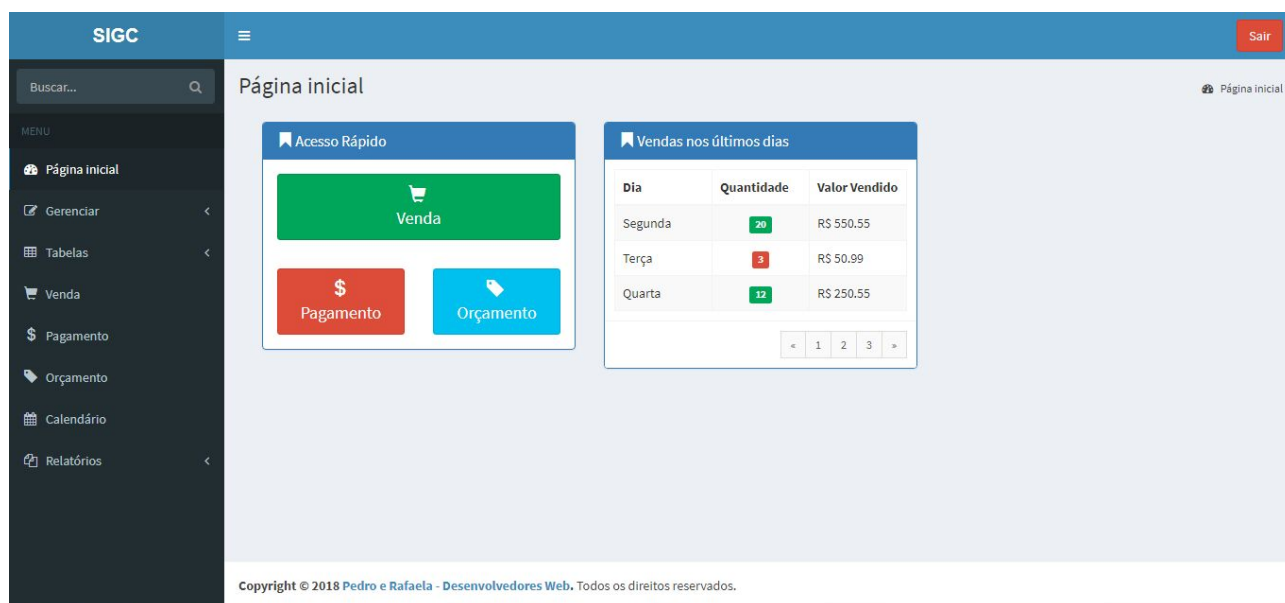 SIGC
Sair
Buscar...
MENU
Página inicial
Gerenciar
Tabelas
Venda
Pagamento
Orçamento
Calendário
Relatórios
Página inicial
Página inicial
Acesso Rápido
Venda
$
Pagamento
Orçamento
Vendas nos últimos dias
Dia Quantidade Valor Vendido
Segunda 20 R$ 550.55
Terça 3 R$ 50.99
Quarta 12 R$ 250.55
« 1 2 3 »
Copyright © 2018 Pedro e Rafaela - Desenvolvedores Web. Todos os direitos reservados.